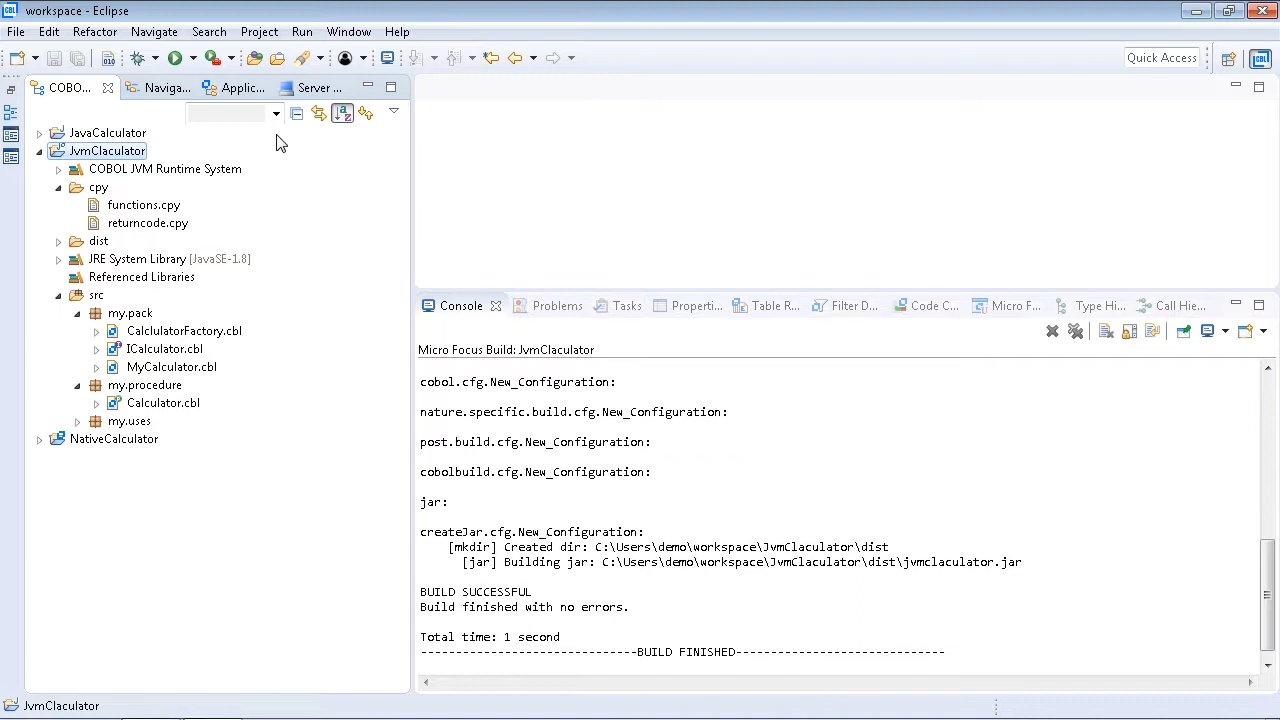 CBL workspace - Eclipse
File Edit Refactor Navigate Search Project Run Window Help
Quick Access
COBO... Naviga... Applic... Server ...
JavaCalculator
JvmClaculator
COBOL JVM Runtime System
cpy
functions.cpy
returncode.cpy
dist
JRE System Library [JavaSE-1.8]
Referenced Libraries
src
my.pack
CalclulatorFactory.cbl
ICalculator.cbl
MyCalculator.cbl
my.procedure
Calculator.cbl
my.uses
NativeCalculator
Console Problems Tasks Properti... Table R... Filter D... Code C... Micro F... Type Hi... Call Hie...
Micro Focus Build: JvmClaculator
cobol.cfg.New_Configuration:
nature.specific.build.cfg.New_Configuration:
post.build.cfg.New_Configuration:
cobolbuild.cfg.New_Configuration:
jar:
createJar.cfg.New_Configuration:
[mkdir] Created dir: C:\Users\demo\workspace\JvmClaculator\dist
[jar] Building jar: C:\Users\demo\workspace\JvmClaculator\dist\jvmclaculator.jar
BUILD SUCCESSFUL
Build finished with no errors.
Total time: 1 second
-----------------------------BUILD FINISHED-----------------------------
JvmClaculator